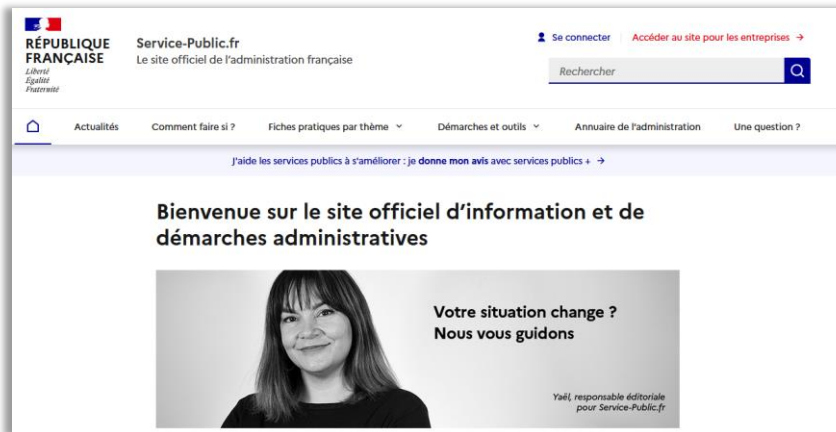 RÉPUBLIQUE
FRANÇAISE
Liberté
Égalité
Fraternité
Service-Public.fr
Le site officiel de l'administration française
Se connecter
Accéder au site pour les entreprises →
Rechercher
Actualités
Comment faire si ?
Fiches pratiques par thème
Démarches et outils
Annuaire de l'administration
Une question ?
J'aide les services publics à s'améliorer : je donne mon avis avec services publics + →
Bienvenue sur le site officiel d’information et de
démarches administratives
Votre situation change ?
Nous vous guidons
Yaël, responsable éditoriale
pour Service-Public.fr